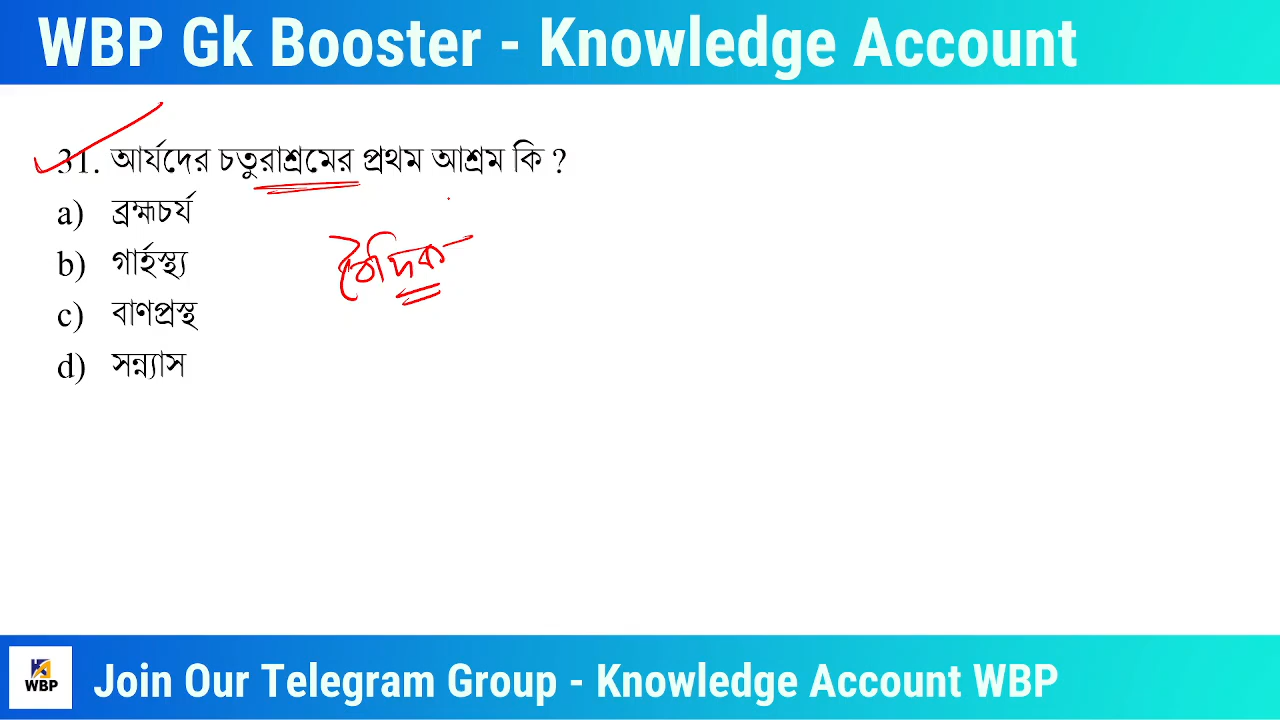 WBP Gk Booster - Knowledge Account
31. আর্যদের চতুরাশ্রমের প্রথম আশ্রম কি ?
a) ব্রহ্মচর্য
b) গার্হস্থ্য
বৈদিক
c) বাণপ্রস্থ
d) সন্ন্যাস
WBP
Join Our Telegram Group - Knowledge Account WBP